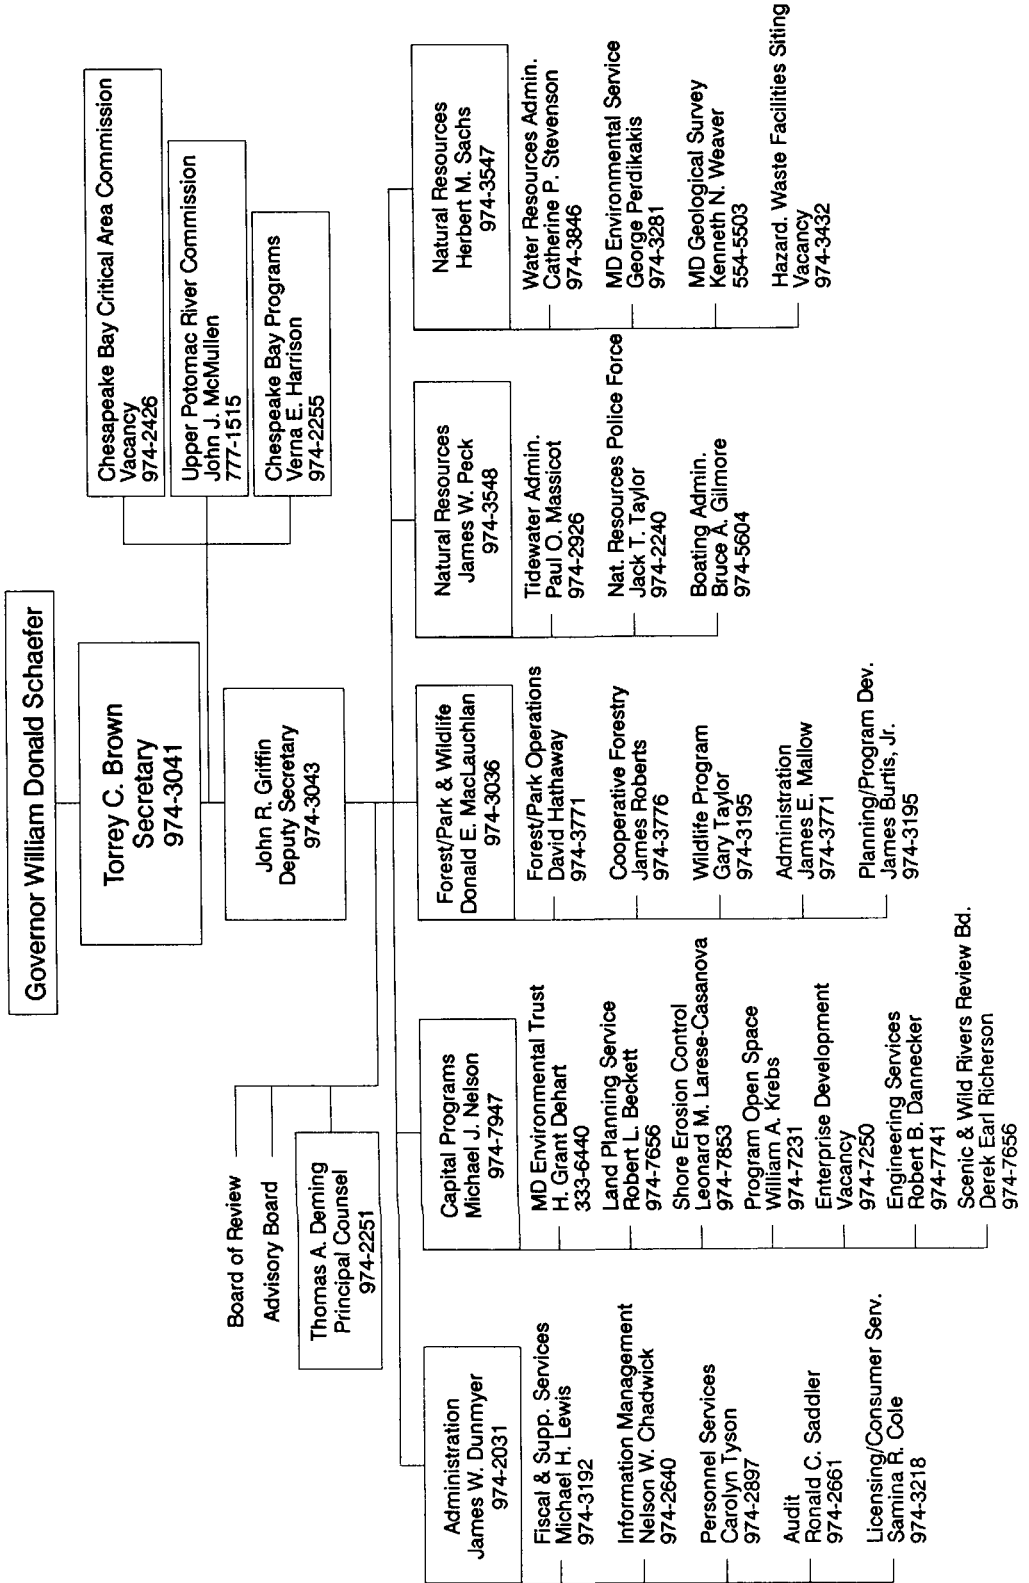 Governor William Donald Schaefer
Torrey C. Brown
Secretary
974-3041
Chesapeake Bay Critical Area Commission
Vacancy
974-2426
Upper Potomac River Commission
John J. McMullen
777-1515
Chespeake Bay Programs
Verna E. Harrison
974-2255
John R. Griffin
Deputy Secretary
974-3043
Board of Review
Advisory Board
Thomas A. Deming
Principal Counsel
974-2251
Administration
James W. Dunmyer
974-2031
Fiscal & Supp. Services
Michael H. Lewis
974-3192
Information Management
Nelson W. Chadwick
974-2640
Personnel Services
Carolyn Tyson
974-2897
Audit
Ronald C. Saddler
974-2661
Licensing/Consumer Serv.
Samina R. Cole
974-3218
Capital Programs
Michael J. Nelson
974-7947
MD Environmental Trust
H. Grant Dehart
333-6440
Land Planning Service
Robert L. Beckett
974-7656
Shore Erosion Control
Leonard M. Larese-Casanova
974-7853
Program Open Space
William A. Krebs
974-7231
Enterprise Development
Vacancy
974-7250
Engineering Services
Robert B. Dannecker
974-7741
Scenic & Wild Rivers Review Bd.
Derek Earl Richerson
974-7656
Forest/Park & Wildlife
Donald E. MacLauchlan
974-3036
Forest/Park Operations
David Hathaway
974-3771
Cooperative Forestry
James Roberts
974-3776
Wildlife Program
Gary Taylor
974-3195
Administration
James E. Mallow
974-3771
Planning/Program Dev.
James Burtis, Jr.
974-3195
Natural Resources
James W. Peck
974-3548
Tidewater Admin.
Paul O. Massicot
974-2926
Nat. Resources Police Force
Jack T. Taylor
974-2240
Boating Admin.
Bruce A. Gilmore
974-5604
Natural Resources
Herbert M. Sachs
974-3547
Water Resources Admin.
Catherine P. Stevenson
974-3846
MD Environmental Service
George Perdikakis
974-3281
MD Geological Survey
Kenneth N. Weaver
554-5503
Hazard. Waste Facilities Siting
Vacancy
974-3432